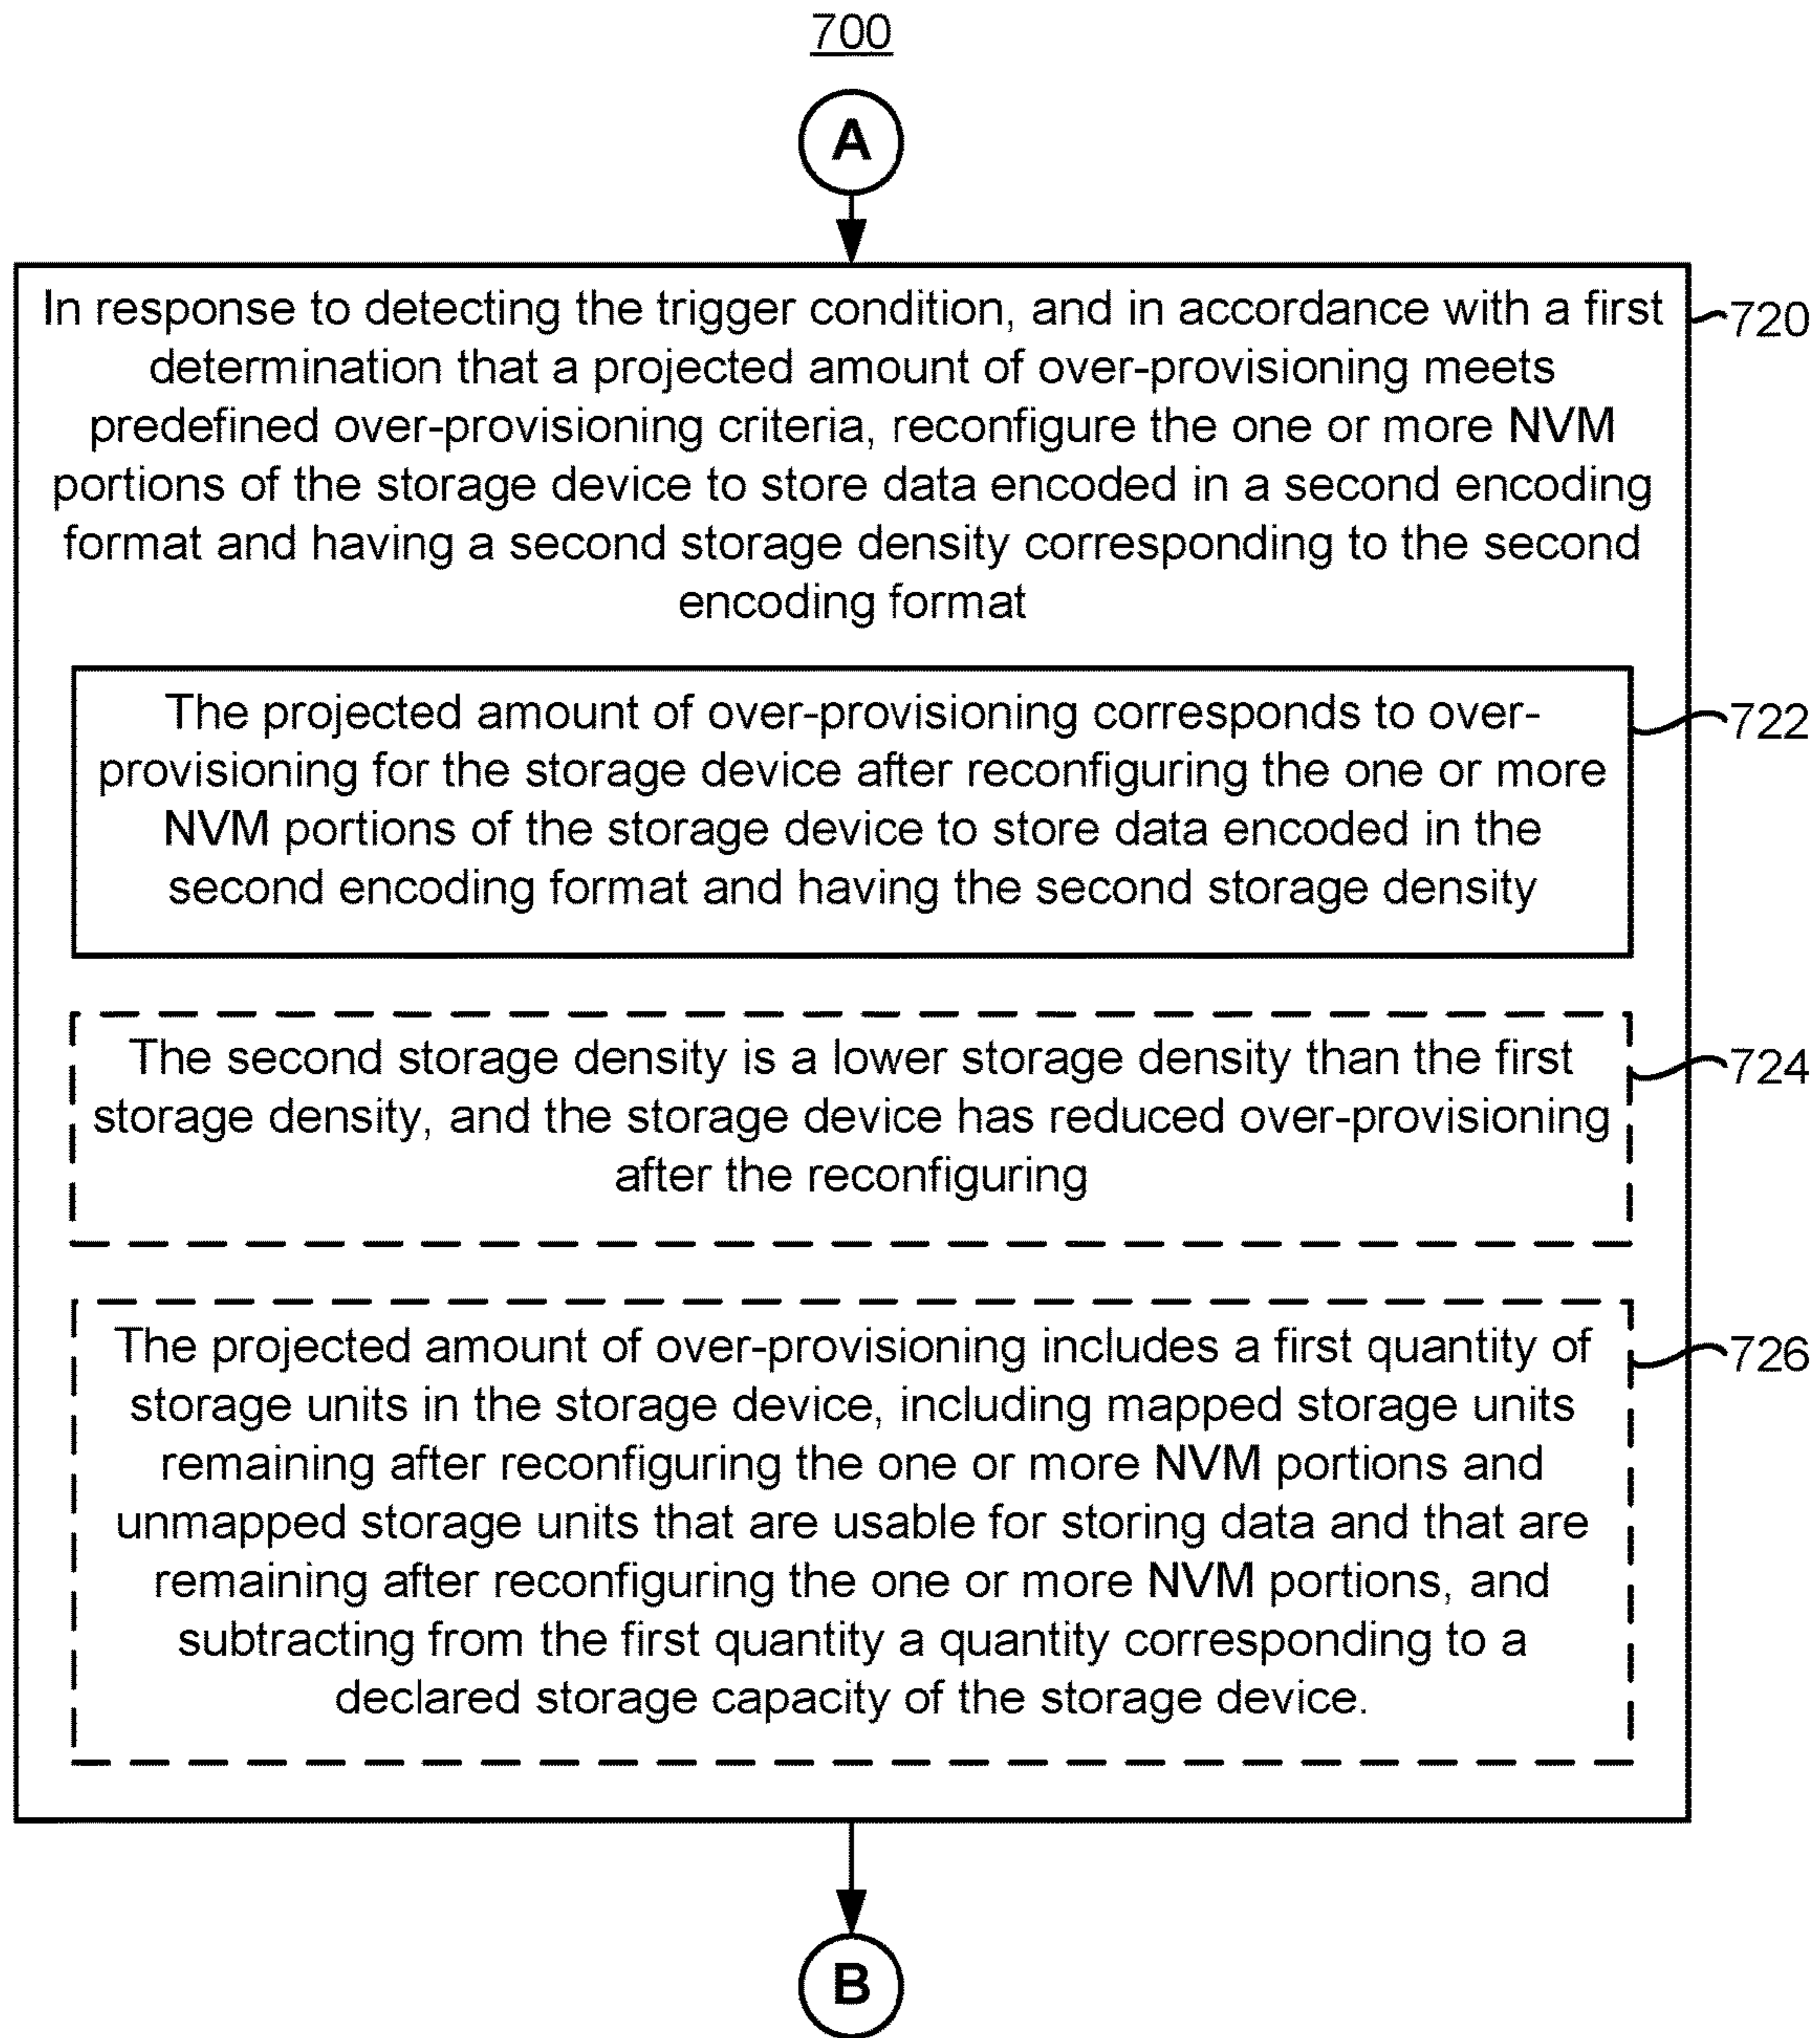 700
A
In response to detecting the trigger condition, and in accordance with a first
determination that a projected amount of over-provisioning meets
predefined over-provisioning criteria, reconfigure the one or more NVM
portions of the storage device to store data encoded in a second encoding
format and having a second storage density corresponding to the second
encoding format
720
The projected amount of over-provisioning corresponds to over-
provisioning for the storage device after reconfiguring the one or more
NVM portions of the storage device to store data encoded in the
second encoding format and having the second storage density
722
The second storage density is a lower storage density than the first
storage density, and the storage device has reduced over-provisioning
after the reconfiguring
724
The projected amount of over-provisioning includes a first quantity of
storage units in the storage device, including mapped storage units
remaining after reconfiguring the one or more NVM portions and
unmapped storage units that are usable for storing data and that are
remaining after reconfiguring the one or more NVM portions, and
subtracting from the first quantity a quantity corresponding to a
declared storage capacity of the storage device.
726
B